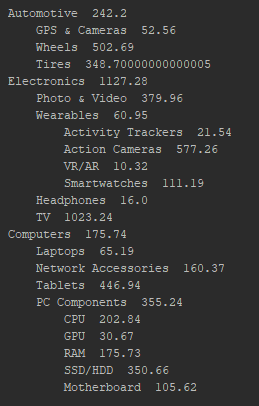 Automotive  242.2
    GPS & Cameras  52.56
    Wheels  502.69
    Tires  348.70000000000005
Electronics  1127.28
    Photo & Video  379.96
    Wearables  60.95
        Activity Trackers  21.54
        Action Cameras  577.26
        VR/AR  10.32
        Smartwatches  111.19
    Headphones  16.0
    TV  1023.24
Computers  175.74
    Laptops  65.19
    Network Accessories  160.37
    Tablets  446.94
    PC Components  355.24
        CPU  202.84
        GPU  30.67
        RAM  175.73
        SSD/HDD  350.66
        Motherboard  105.62